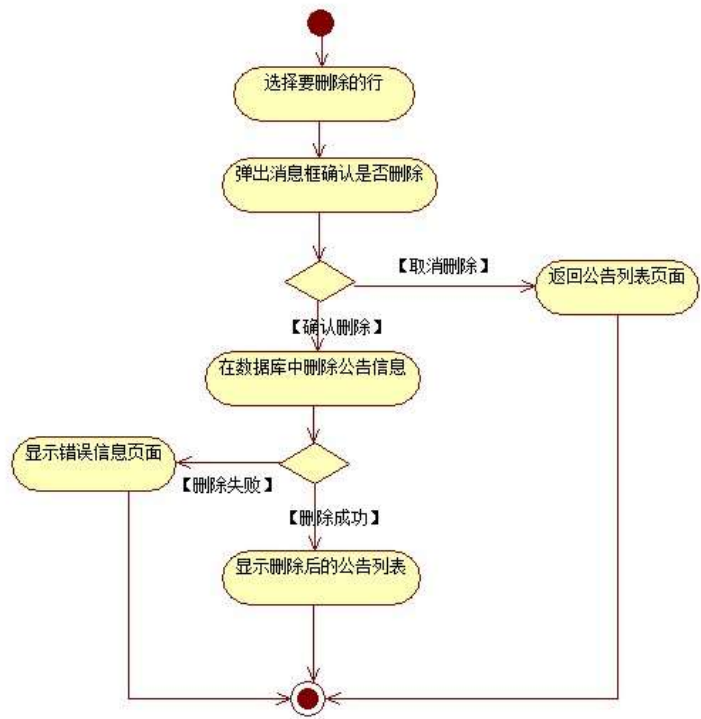 选择要删除的行
弹出消息框确认是否删除
【取消删除】
返回公告列表页面
【确认删除】
在数据库中删除公告信息
显示错误信息页面
【删除失败】
【删除成功】
显示删除后的公告列表